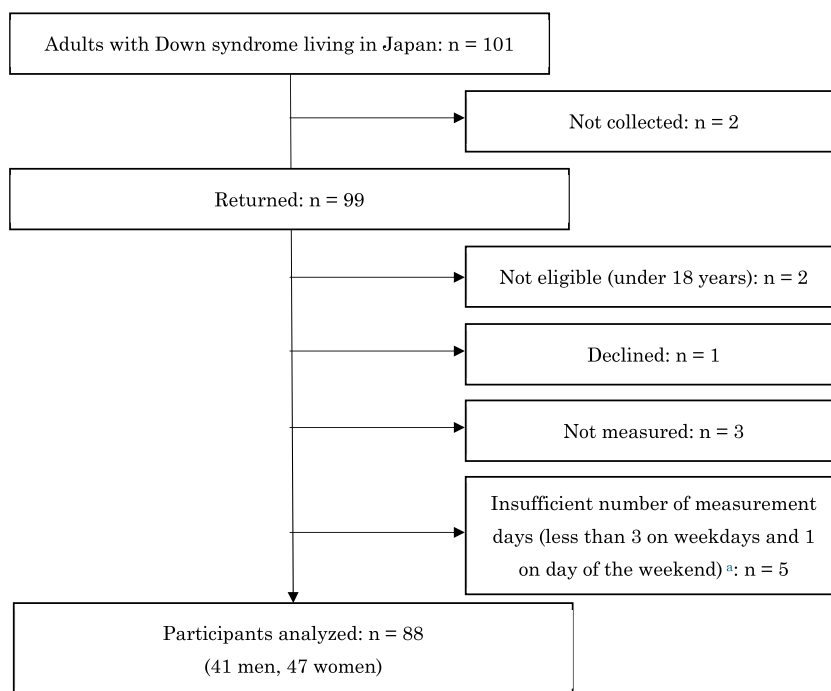 Adults with Down syndrome living in Japan: n = 101
Not collected: n = 2
Returned: n = 99
Not eligible (under 18 years): n = 2
Declined: n = 1
Not measured: n = 3
Insufficient number of measurement
days (less than 3 on weekdays and 1
on day of the weekend) ᵃ: n = 5
Participants analyzed: n = 88
(41 men, 47 women)